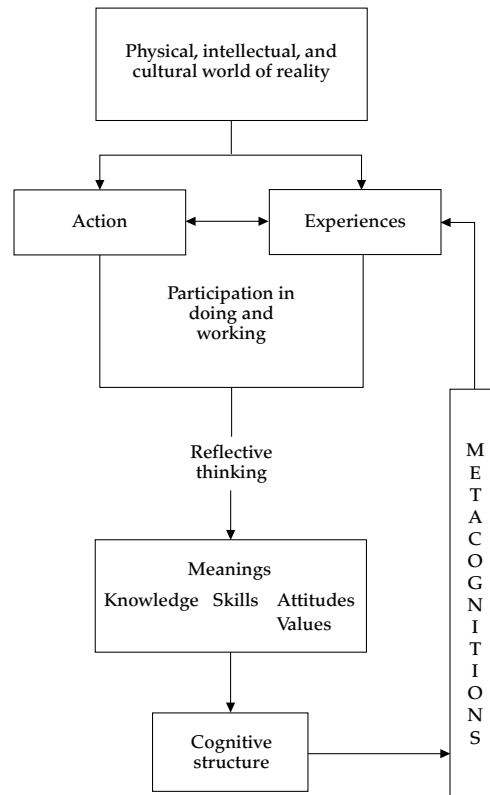 Physical, intellectual, and
cultural world of reality
Action
Experiences
Participation in
doing and
working
Reflective
thinking
Meanings
Knowledge Skills Attitudes
Values
Cognitive
structure
METACOGNITIONS